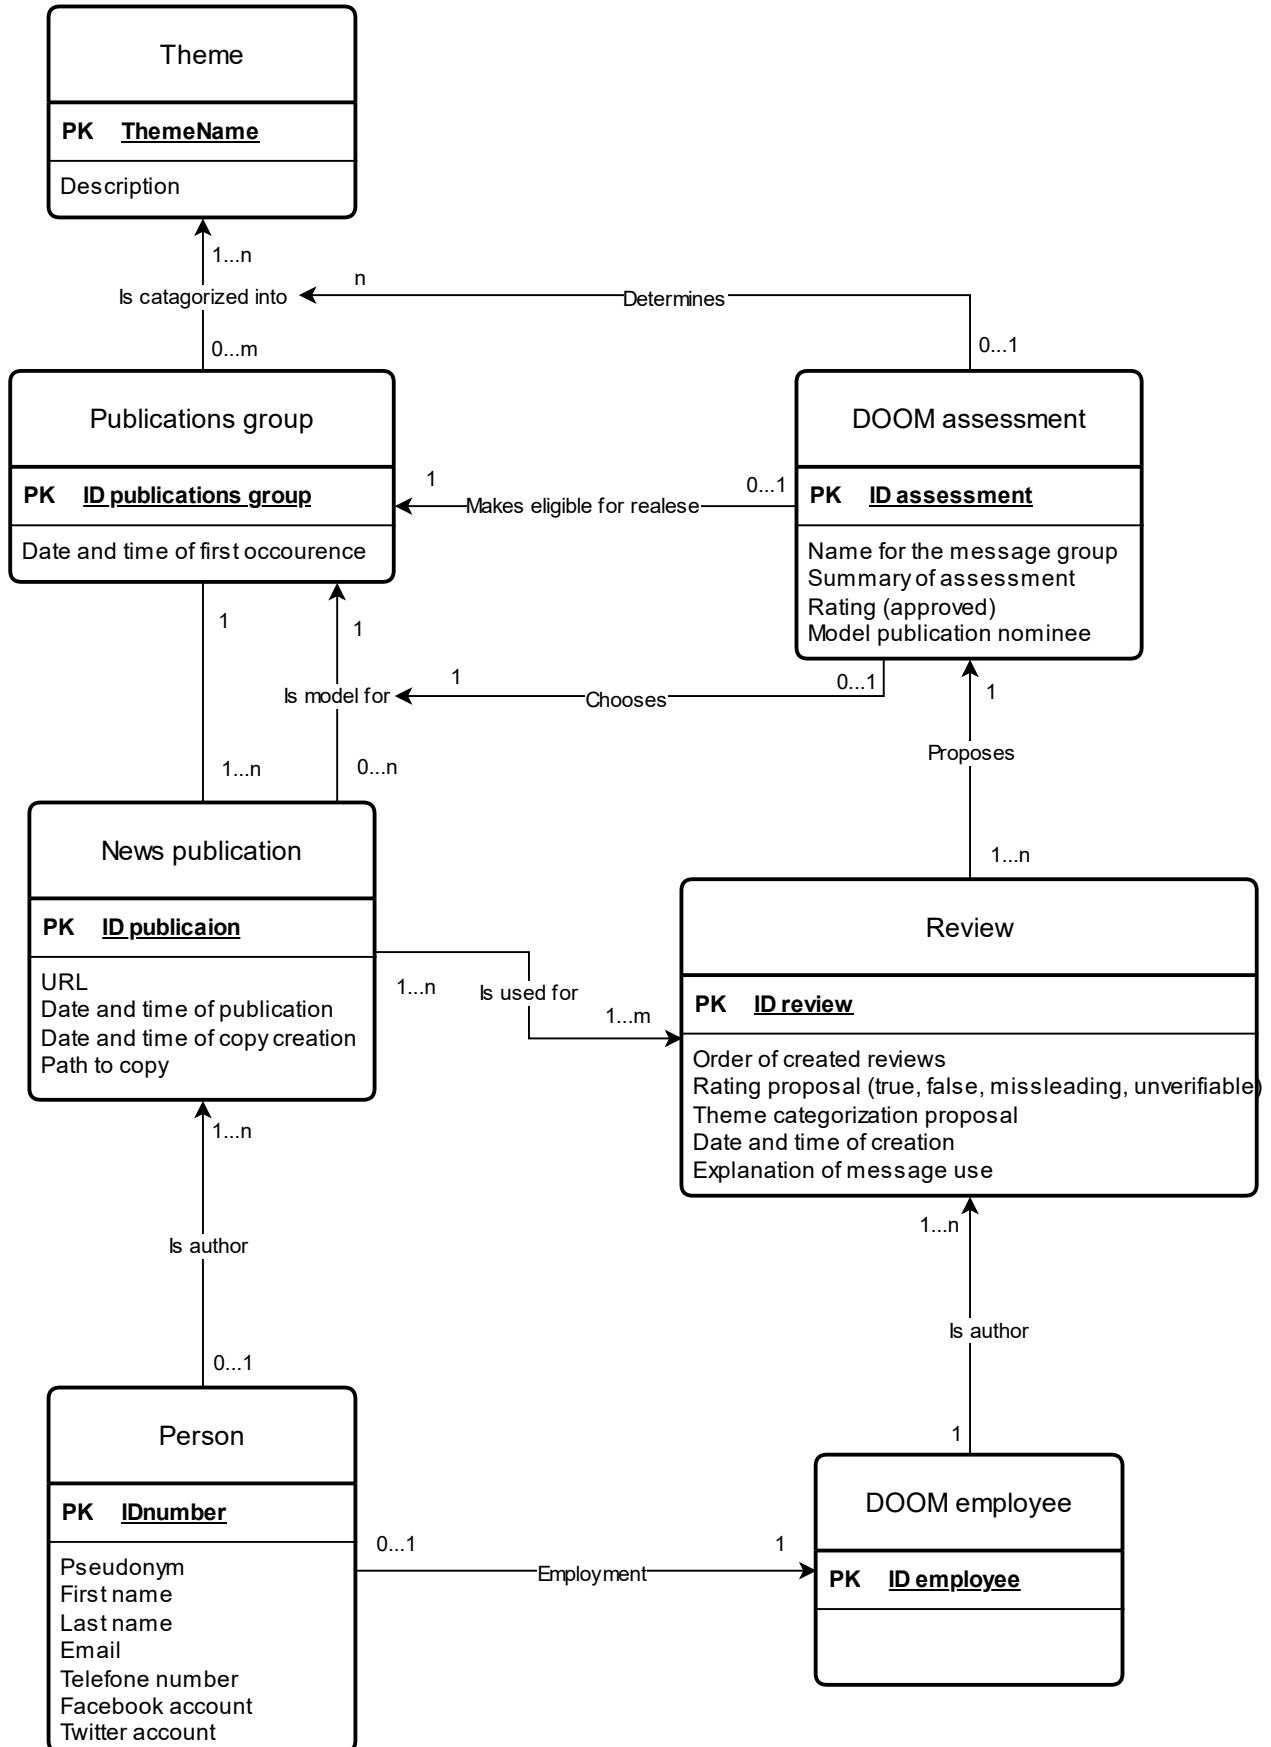 Theme
PK ThemeName
Description
1...n
Is catagorized into
n
Determines
0...m
0...1
Publications group
PK ID publications group
Date and time of first occourence
1
Makes eligible for realese
0...1
DOOM assessment
PK ID assessment
Name for the message group
Summary of assessment
Rating (approved)
Model publication nominee
1
1
Is model for
1
Chooses
0...1
1
Proposes
1...n
0...n
1...n
News publication
PK ID publicaion
URL
Date and time of publication
Date and time of copy creation
Path to copy
1...n
Is used for
1...m
Review
PK ID review
Order of created reviews
Rating proposal (true, false, missleading, unverifiable)
Theme categorization proposal
Date and time of creation
Explanation of message use
1...n
Is author
0...1
1...n
Is author
1
Person
PK IDnumber
Pseudonym
First name
Last name
Email
Telefone number
Facebook account
Twitter account
0...1
Employment
1
DOOM employee
PK ID employee